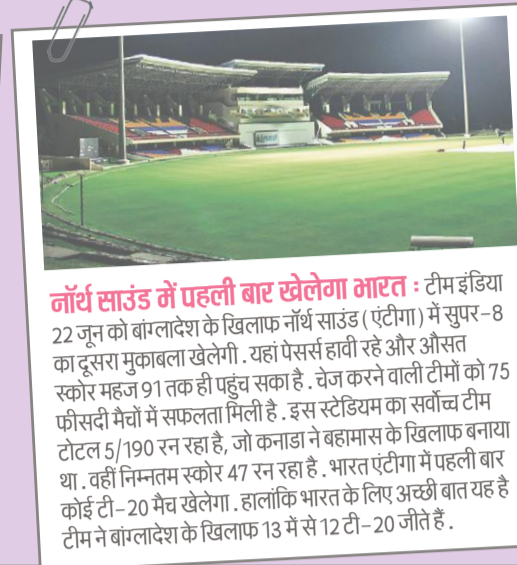 नॉर्थ साउंड में पहली बार खेलेगा भारत : टीम इंडिया
22 जून को बांग्लादेश के खिलाफ नॉर्थ साउंड ( एंटीगा ) में सुपर-8
का दूसरा मुकाबला खेलेगी . यहां पेसर्स हावी रहे और औसत
स्कोर महज 91 तक ही पहुंच सका है . चेज करने वाली टीमों को 75
फीसदी मैचों में सफलता मिली है . इस स्टेडियम का सर्वोच्च टीम
टोटल 5/190 रन रहा है, जो कनाडा ने बहामास के खिलाफ बनाया
था . वहीं निम्नतम स्कोर 47 रन रहा है . भारत एंटीगा में पहली बार
कोई टी-20 मैच खेलेगा . हालांकि भारत के लिए अच्छी बात यह है
टीम ने बांग्लादेश के खिलाफ 13 में से 12 टी-20 जीते हैं .